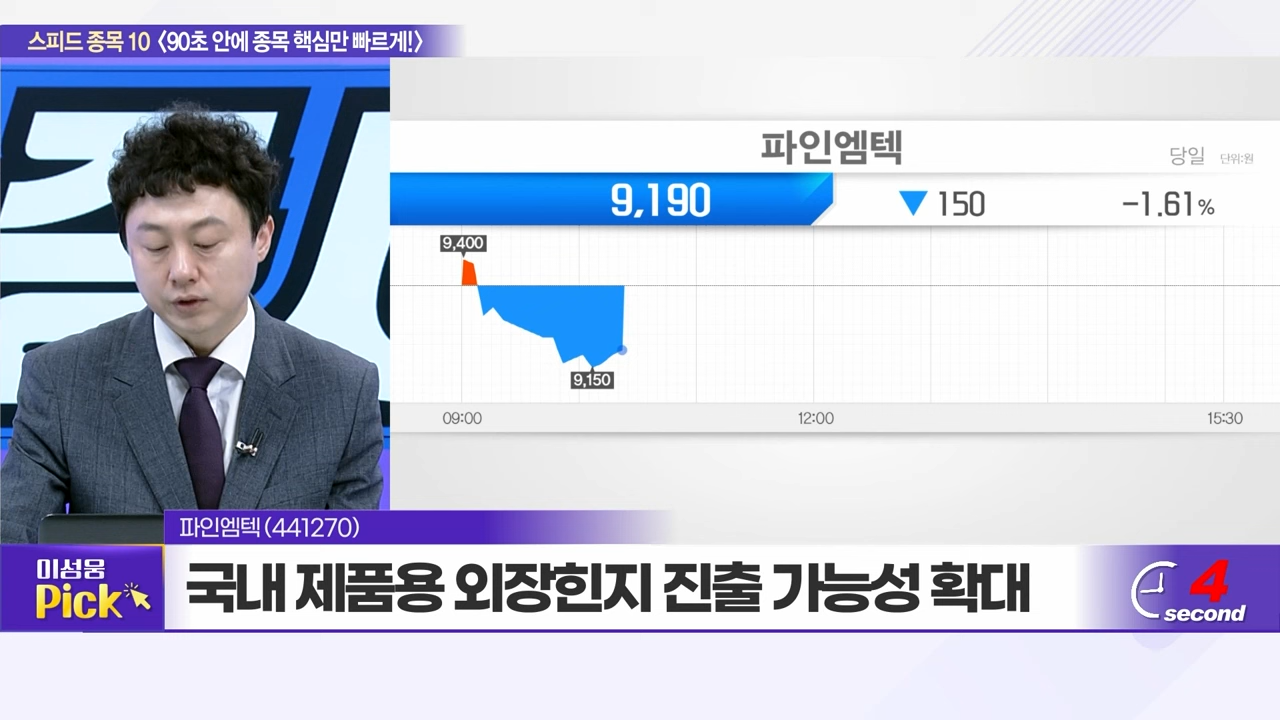 스피드 종목 10 〈90초 안에 종목 핵심만 빠르게!〉
파인엠텍
당일 단위:원
9,190 ▼ 150 -1.61%
9,400
9,150
09:00 12:00 15:30
파인엠텍(441270)
이성웅
Pick
국내 제품용 외장힌지 진출 가능성 확대
4
second